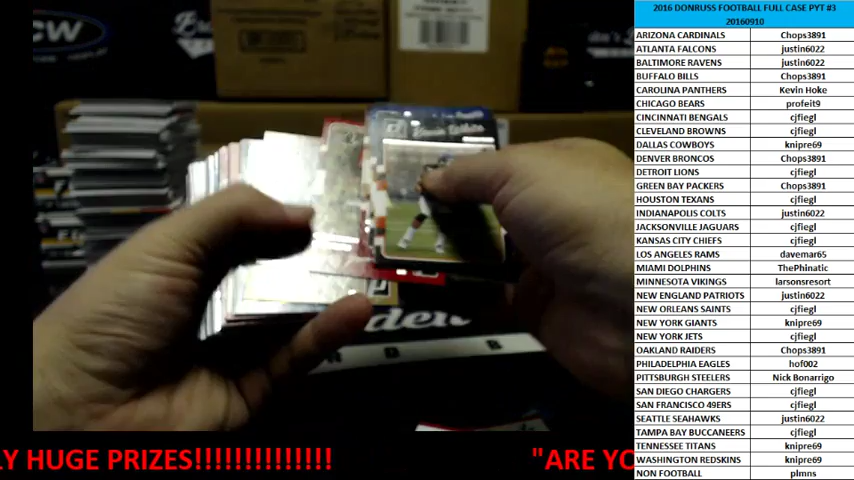 2016 DONRUSS FOOTBALL FULL CASE PYT #3
20160910
ARIZONA CARDINALS Chops3891
ATLANTA FALCONS justin6022
BALTIMORE RAVENS justin6022
BUFFALO BILLS Chops3891
CAROLINA PANTHERS Kevin Hoke
CHICAGO BEARS profeit9
CINCINNATI BENGALS cjfiegl
CLEVELAND BROWNS cjfiegl
DALLAS COWBOYS knipre69
DENVER BRONCOS Chops3891
DETROIT LIONS cjfiegl
GREEN BAY PACKERS Chops3891
HOUSTON TEXANS cjfiegl
INDIANAPOLIS COLTS justin6022
JACKSONVILLE JAGUARS cjfiegl
KANSAS CITY CHIEFS cjfiegl
LOS ANGELES RAMS davemar65
MIAMI DOLPHINS ThePhinatic
MINNESOTA VIKINGS larsonsresort
NEW ENGLAND PATRIOTS justin6022
NEW ORLEANS SAINTS cjfiegl
NEW YORK GIANTS knipre69
NEW YORK JETS cjfiegl
OAKLAND RAIDERS Chops3891
PHILADELPHIA EAGLES hof002
PITTSBURGH STEELERS Nick Bonarrigo
SAN DIEGO CHARGERS cjfiegl
SAN FRANCISCO 49ERS cjfiegl
SEATTLE SEAHAWKS justin6022
TAMPA BAY BUCCANEERS cjfiegl
TENNESSEE TITANS knipre69
WASHINGTON REDSKINS knipre69
NON FOOTBALL plmns
LY HUGE PRIZES!!!!!!!!!!!!!!! "ARE YO